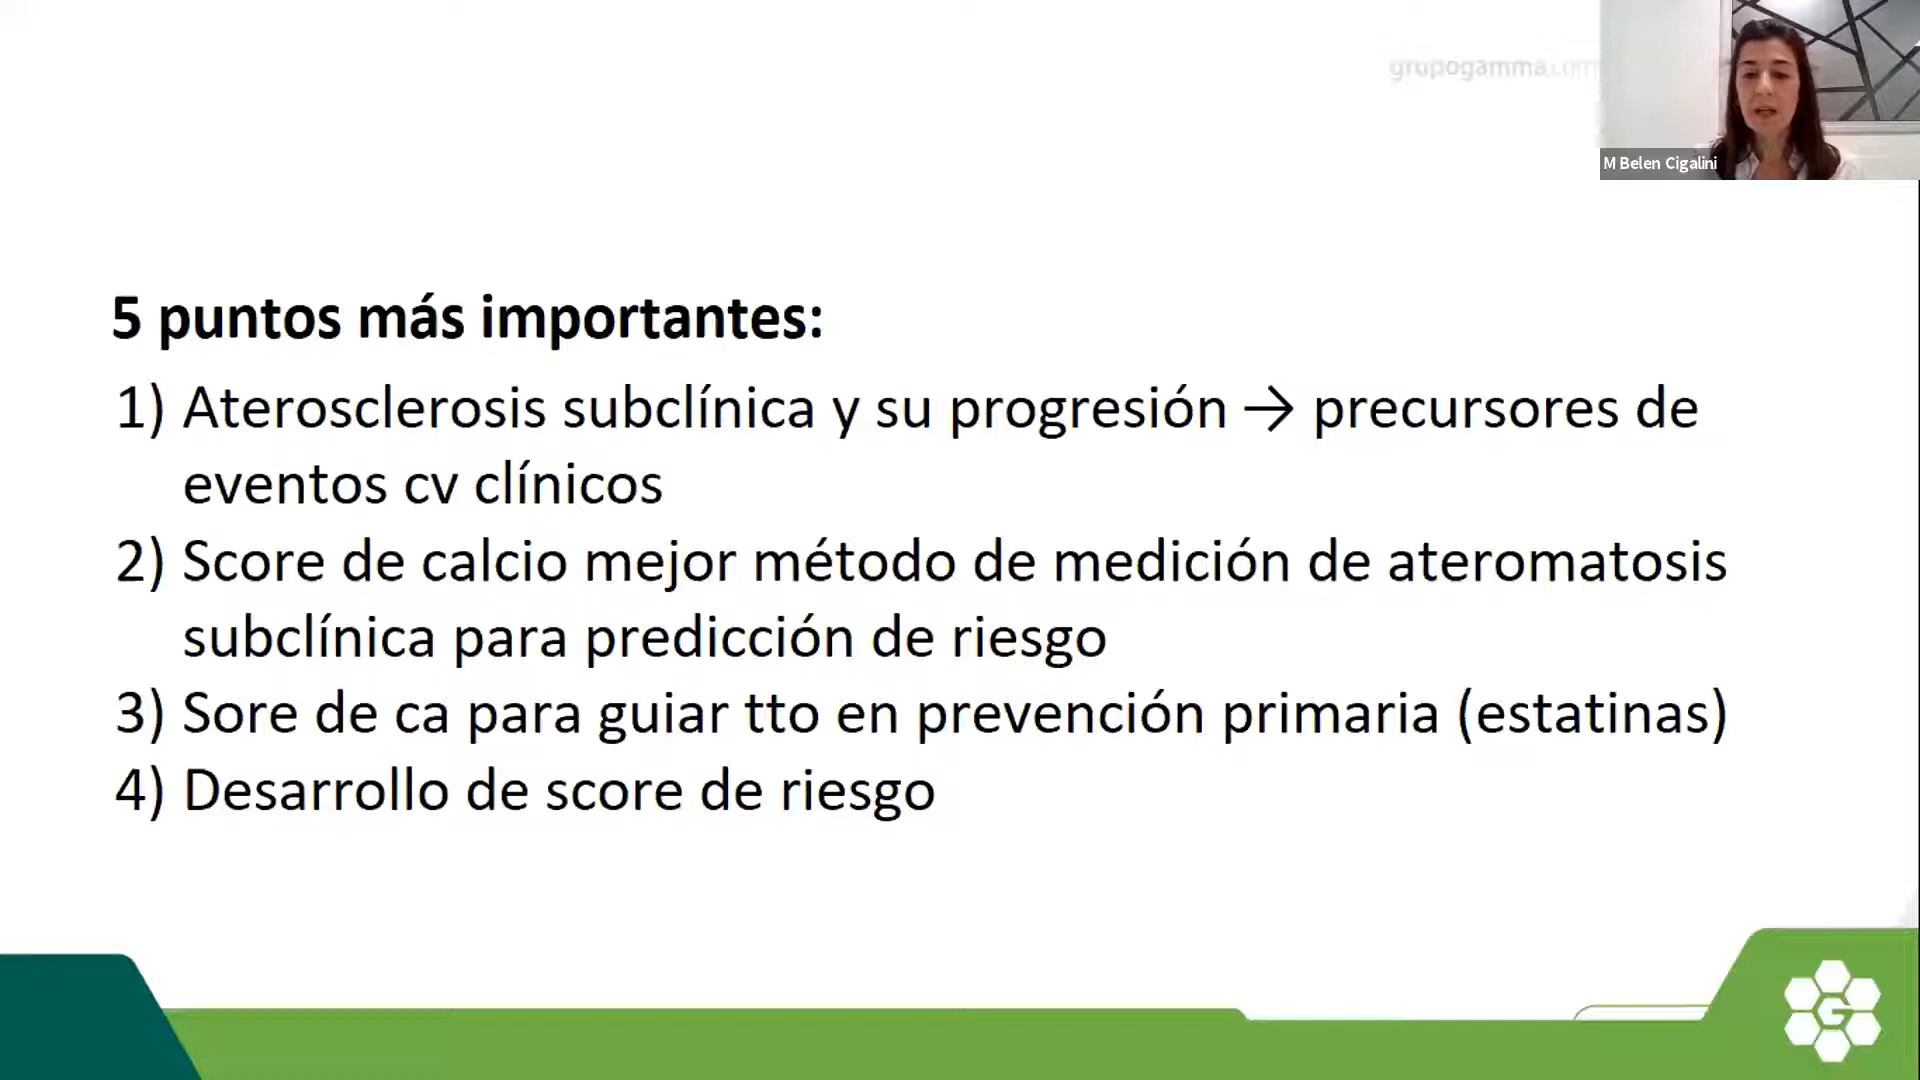 grupogamma.com
M Belen Cigalini
5 puntos más importantes:
1) Aterosclerosis subclínica y su progresión → precursores de
eventos cv clínicos
2) Score de calcio mejor método de medición de ateromatosis
subclínica para predicción de riesgo
3) Sore de ca para guiar tto en prevención primaria (estatinas)
4) Desarrollo de score de riesgo
G